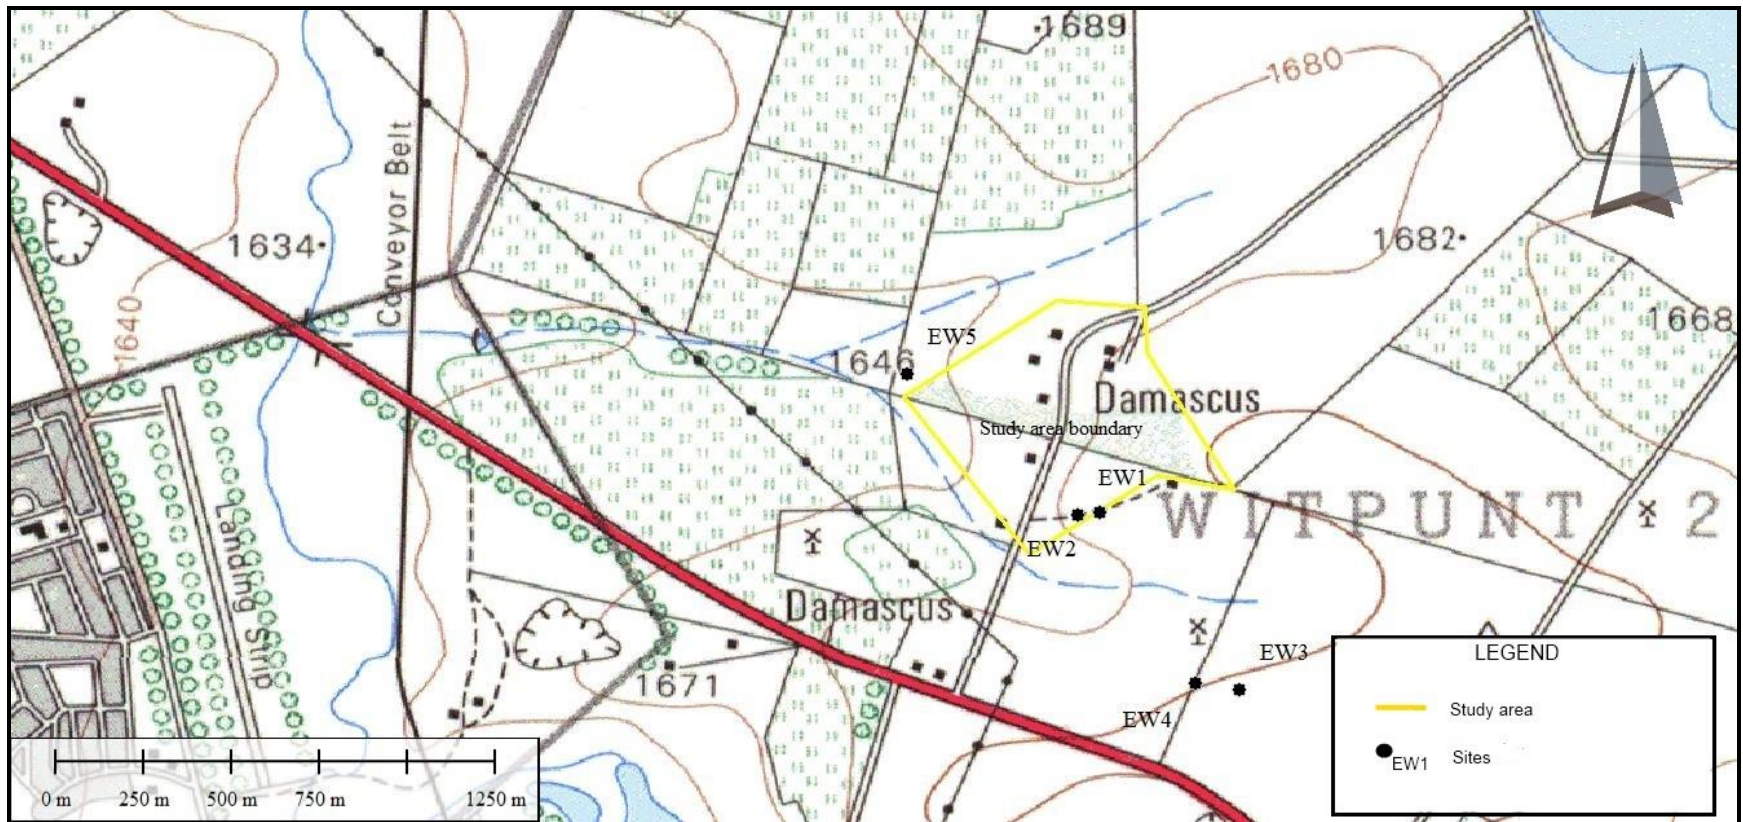 1689
1680
Conveyor Belt
1634
1682
1640
1668
EW5
1646
Damascus
Study area boundary
EW1
WITPUNT 2
EW2
Landing Strip
Damascus
EW3
1671
EW4
LEGEND
Study area
EW1 Sites
0 m 250 m 500 m 750 m 1250 m